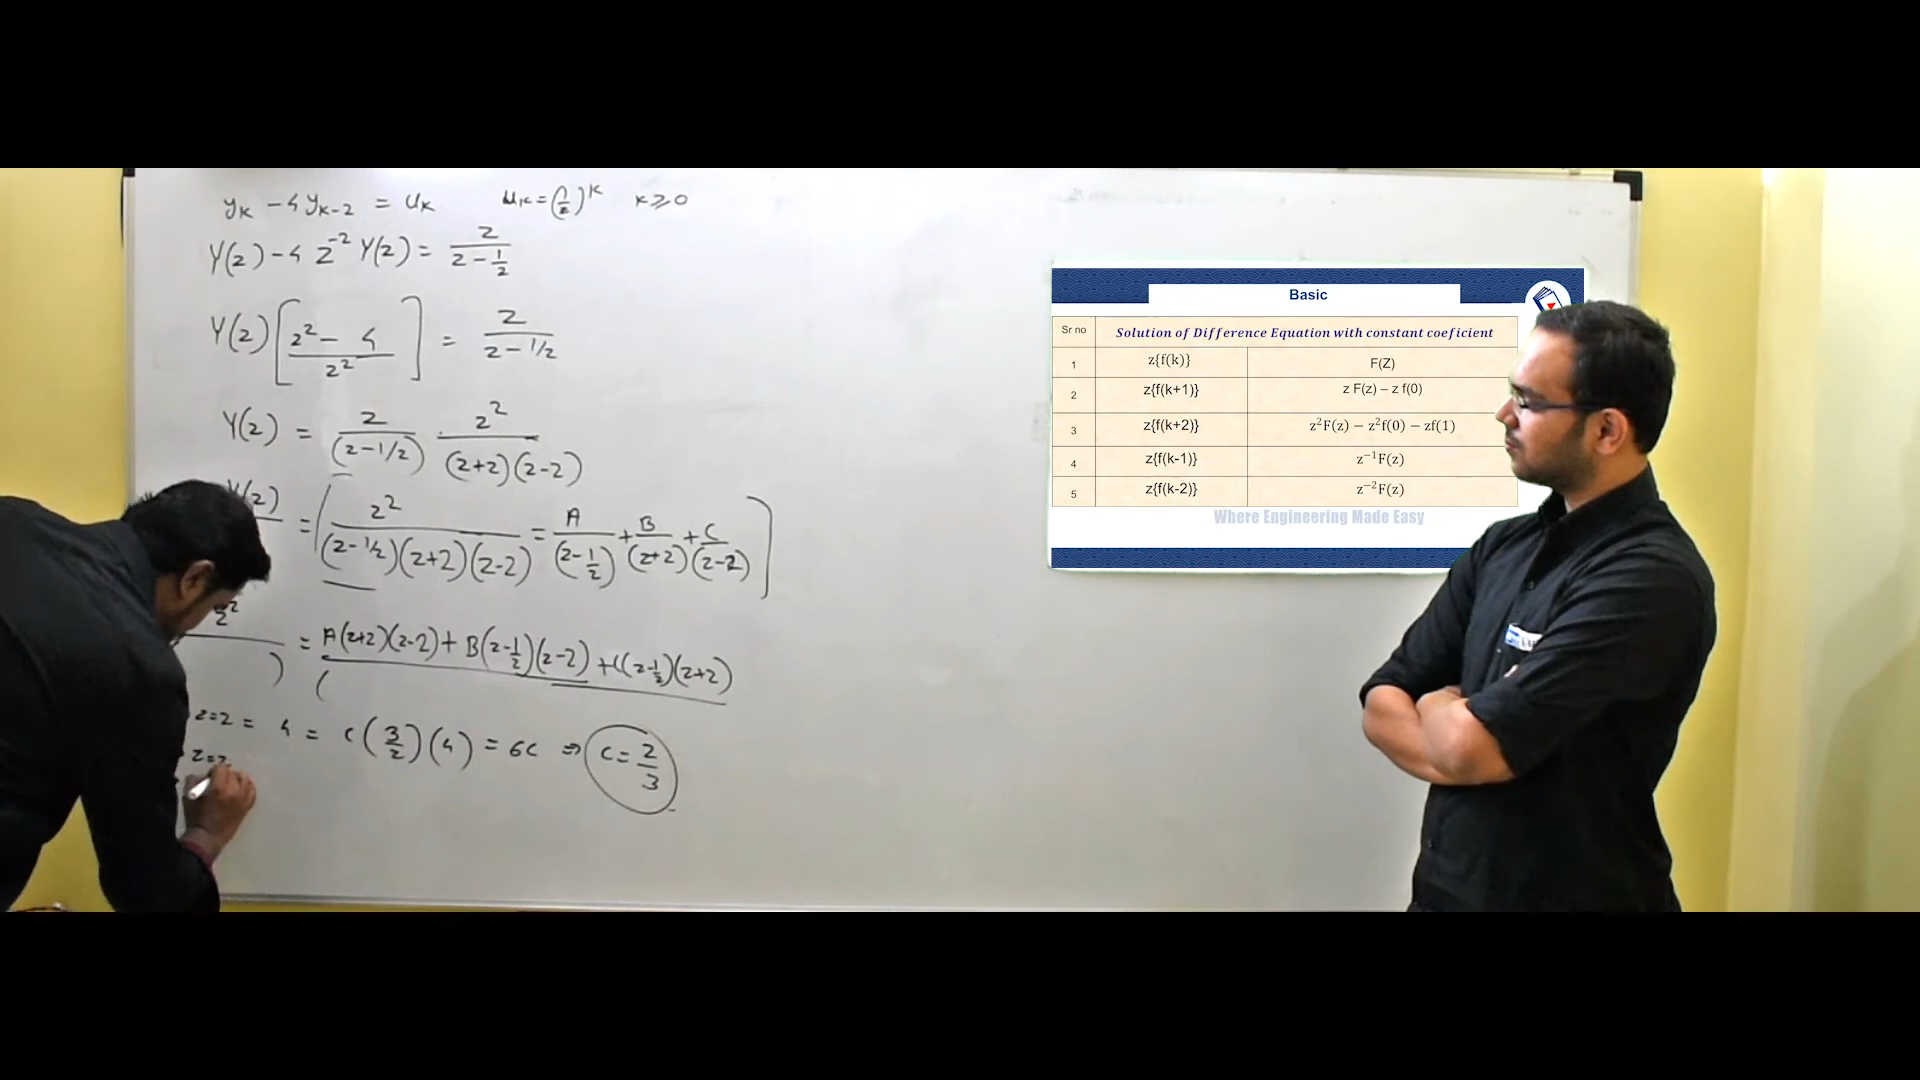 yₖ - 4yₖ₋₂ = uₖ   uₖ = (1/2)^k   k ≥ 0
Y(z) - 4 z⁻² Y(z) = z / (z - 1/2)
Y(z) [ (z² - 4) / z² ] = z / (z - 1/2)
Y(z) = z / (z-1/2) z² / (z+2)(z-2)
Y(z) = ( z² / (z-1/2)(z+2)(z-2) = A / (z-1/2) + B / (z+2) + C / (z-2) ]
z² / ) = A(z+2)(z-2) + B(z-1/2)(z-2) + C(z-1/2)(z+2) / (
z=2 = 4 = C (3/2)(4) = 6C ⇒ C = 2/3
z=
Basic
Sr no Solution of Difference Equation with constant coeficient
1 z{f(k)} F(Z)
2 z{f(k+1)} z F(z) – z f(0)
3 z{f(k+2)} z²F(z) − z²f(0) − zf(1)
4 z{f(k-1)} z⁻¹F(z)
5 z{f(k-2)} z⁻²F(z)
Where Engineering Made Easy